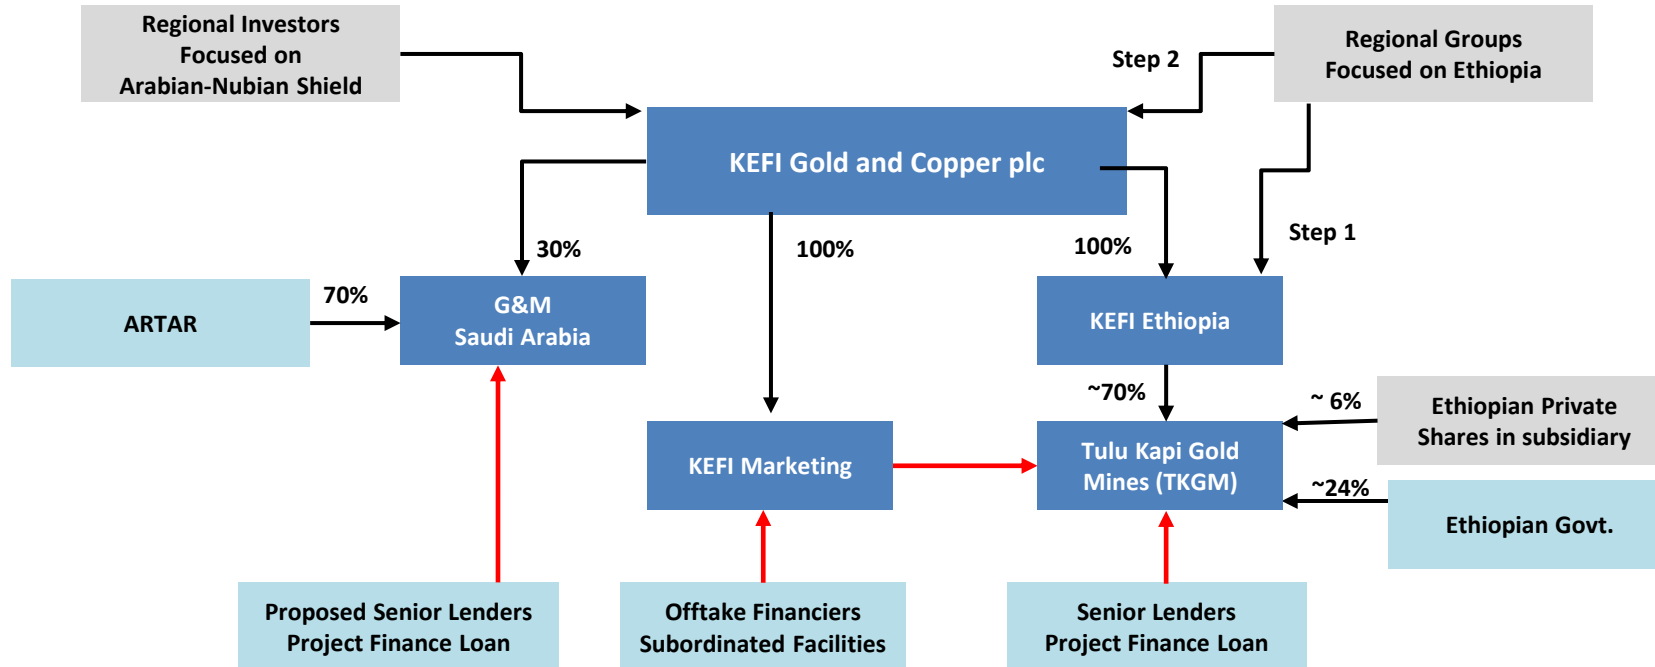 Regional Investors
Focused on
Arabian-Nubian Shield
Step 2
Regional Groups
Focused on Ethiopia
KEFI Gold and Copper plc
30%
100%
100%
Step 1
ARTAR
70%
G&M
Saudi Arabia
KEFI Ethiopia
~70%
~ 6%
Ethiopian Private
Shares in subsidiary
KEFI Marketing
Tulu Kapi Gold
Mines (TKGM)
~24%
Ethiopian Govt.
Proposed Senior Lenders
Project Finance Loan
Offtake Financiers
Subordinated Facilities
Senior Lenders
Project Finance Loan